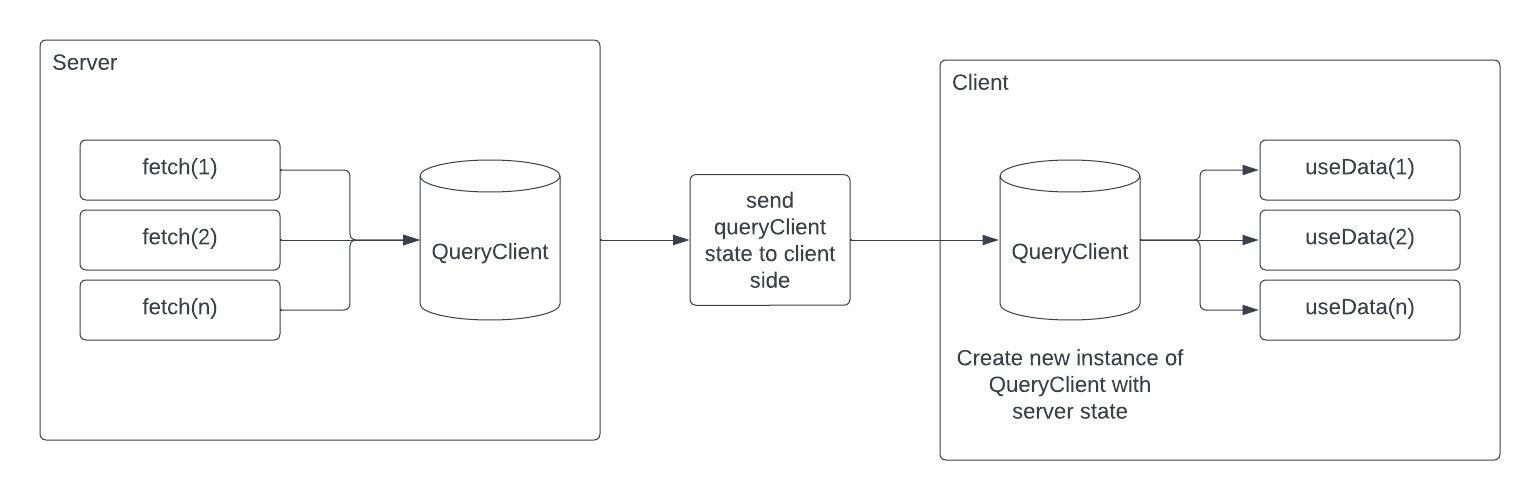 Server
fetch(1)
fetch(2)
fetch(n)
QueryClient
send
queryClient
state to client
side
Client
QueryClient
Create new instance of
QueryClient with
server state
useData(1)
useData(2)
useData(n)